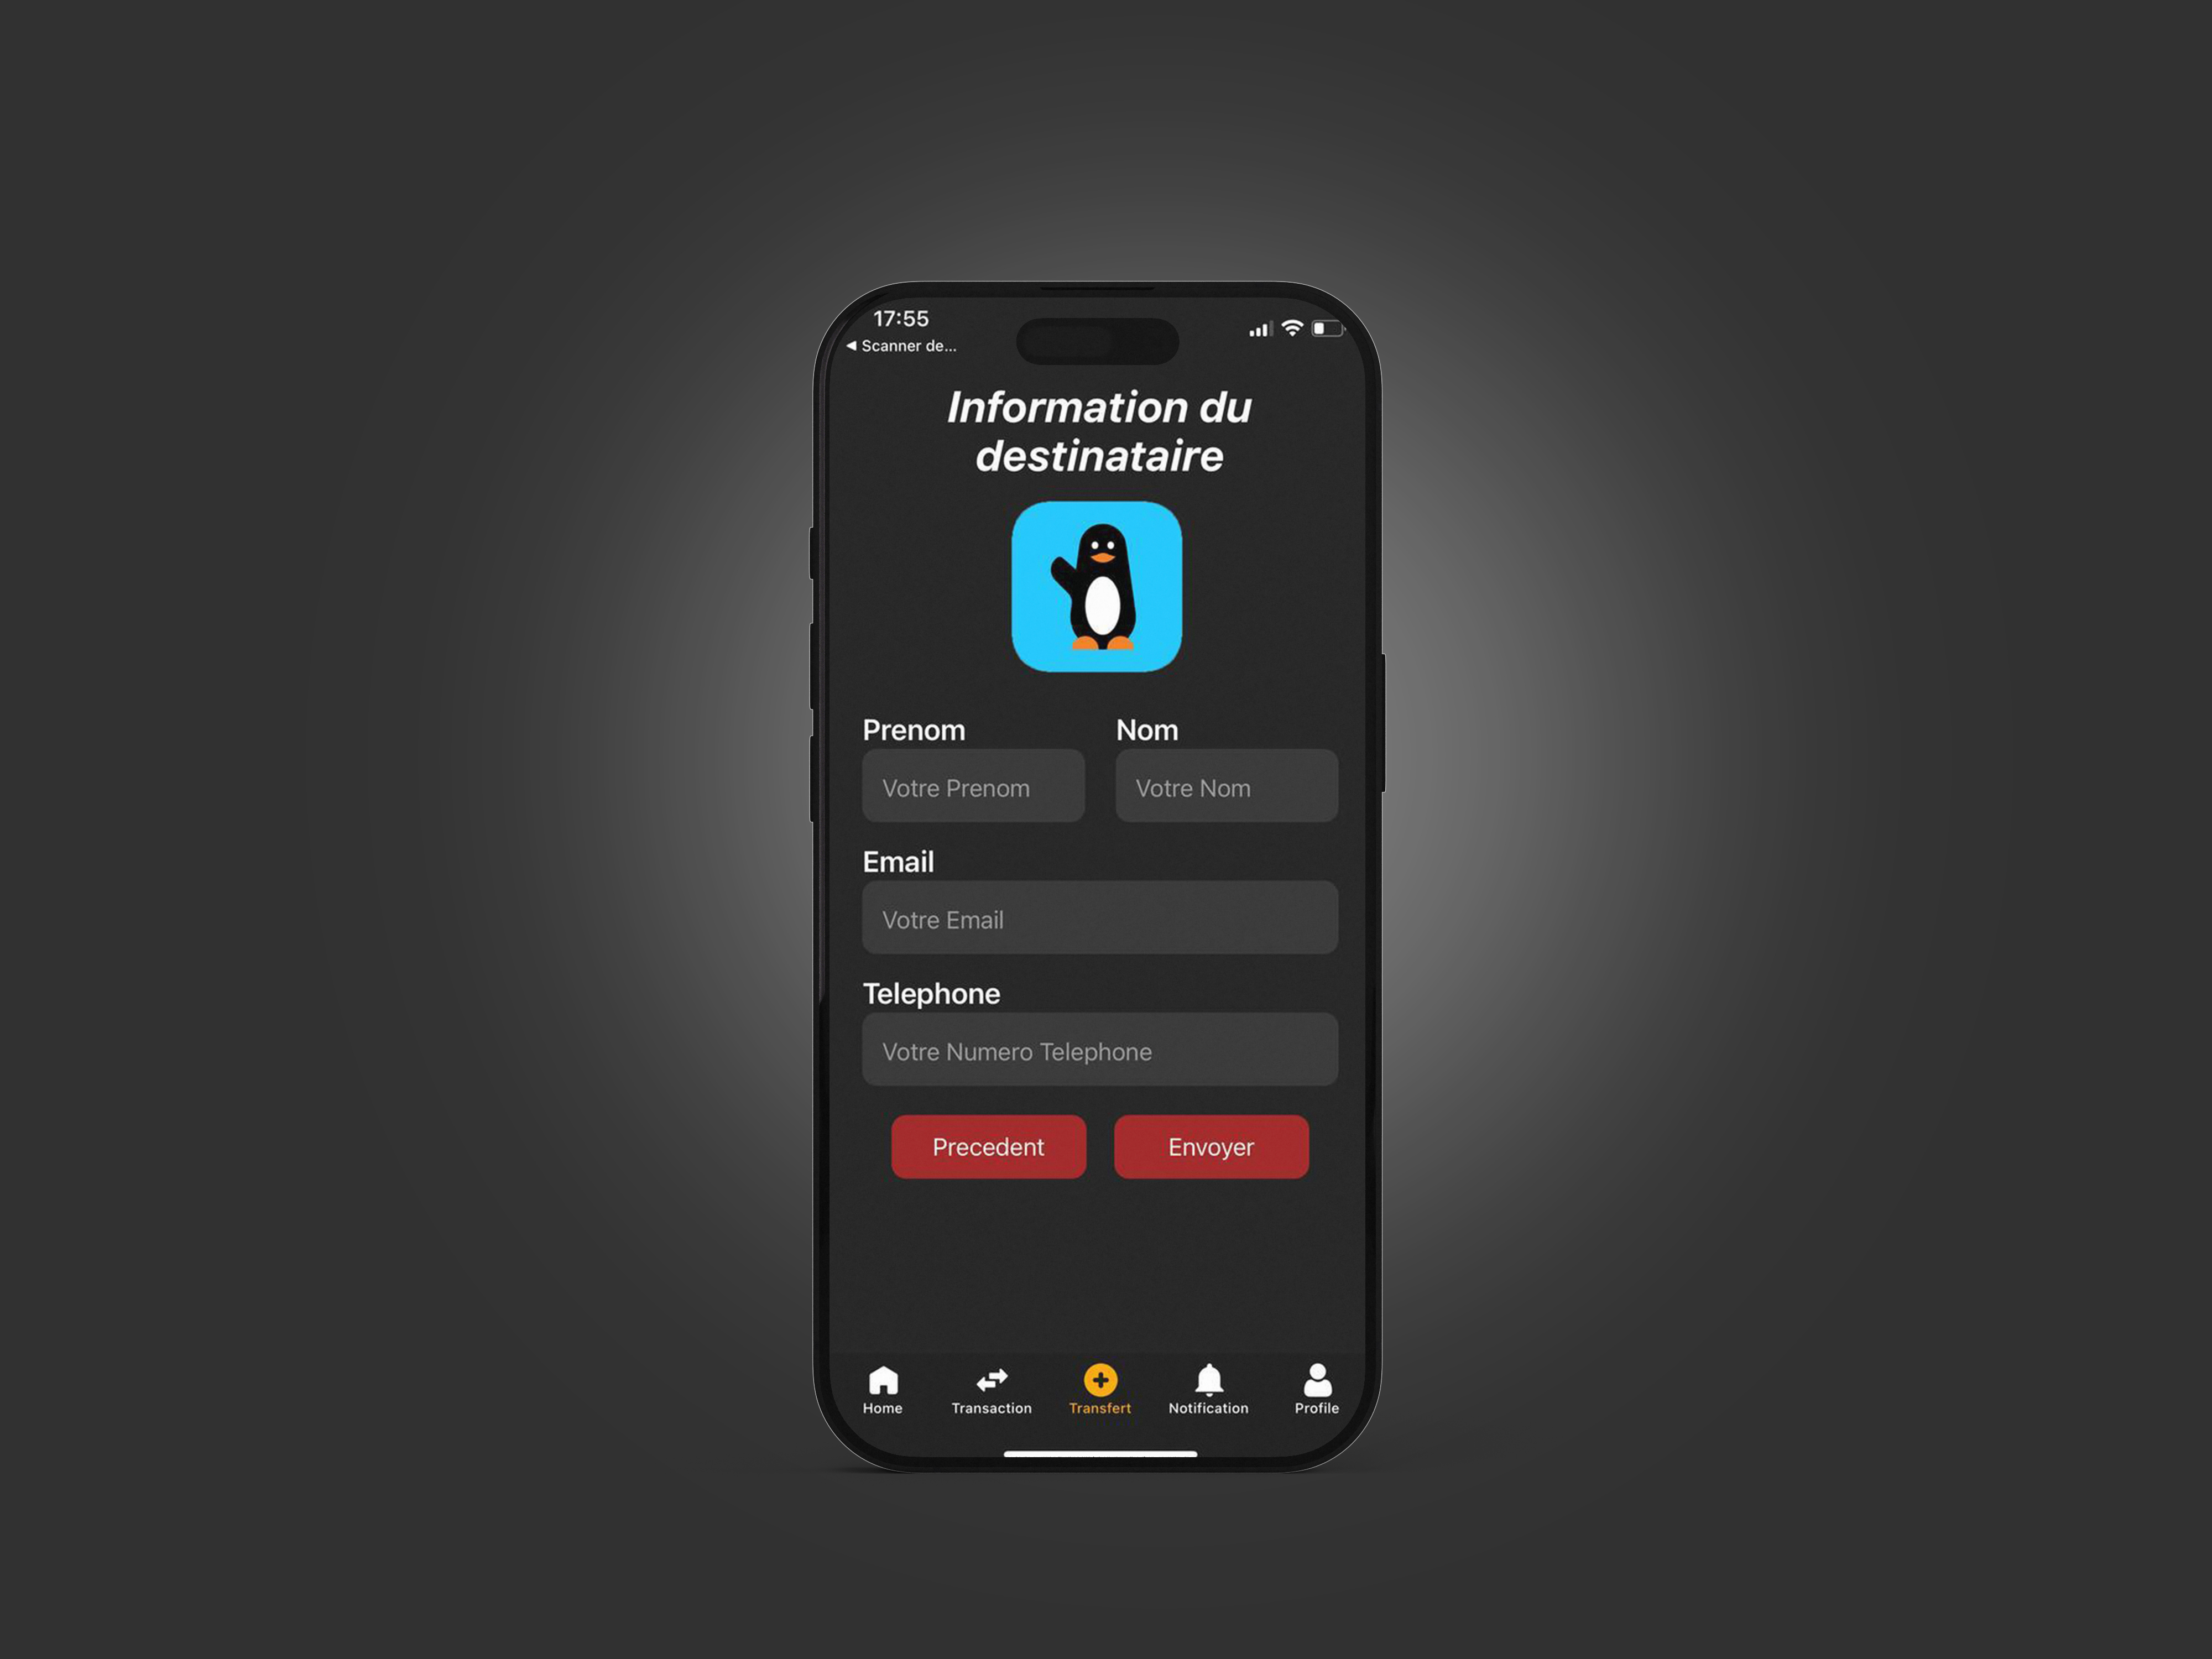 17:55
◀ Scanner de...
Information du
destinataire
Prenom Nom
Votre Prenom Votre Nom
Email
Votre Email
Telephone
Votre Numero Telephone
Precedent Envoyer
Home Transaction Transfert Notification Profile